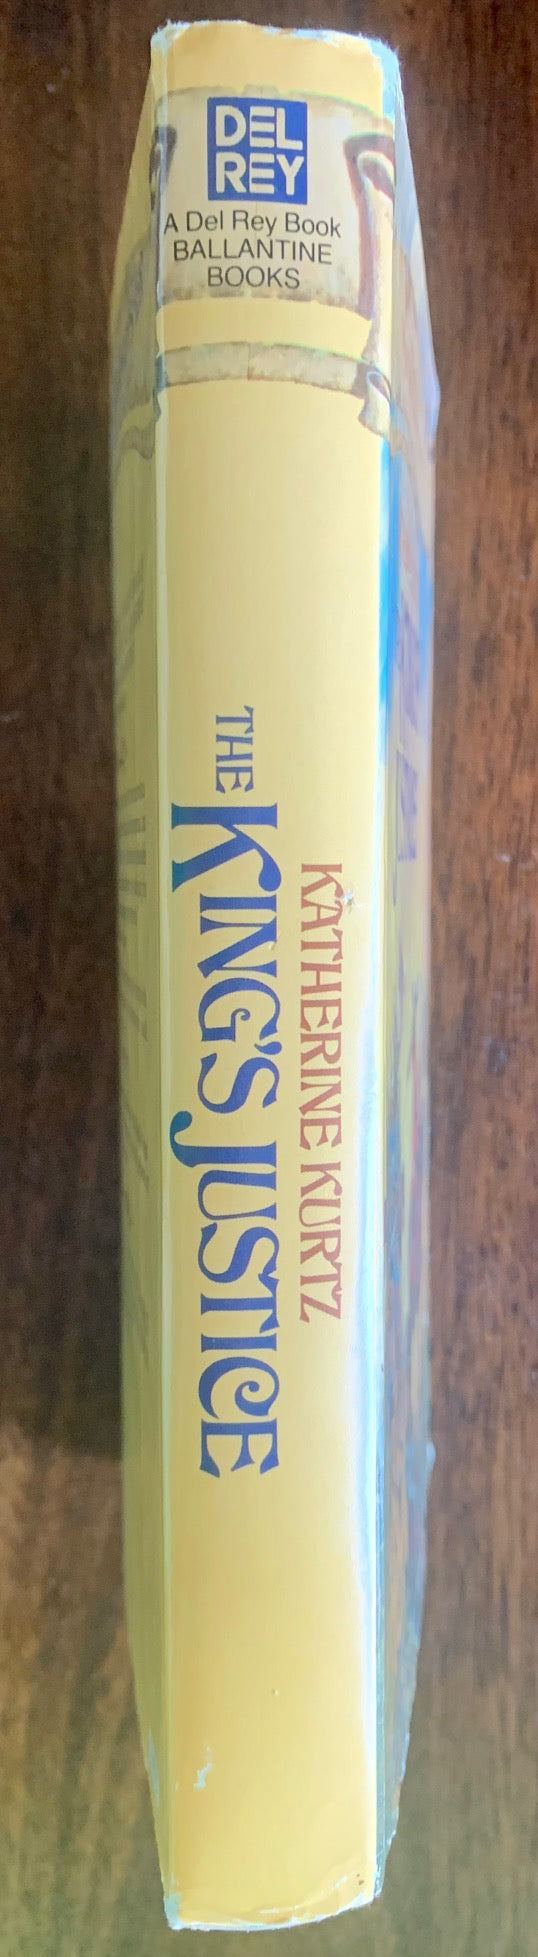 DEL
REY
A Del Rey Book
BALLANTINE
BOOKS
KATHERINE KURTZ
THE KING'S JUSTICE